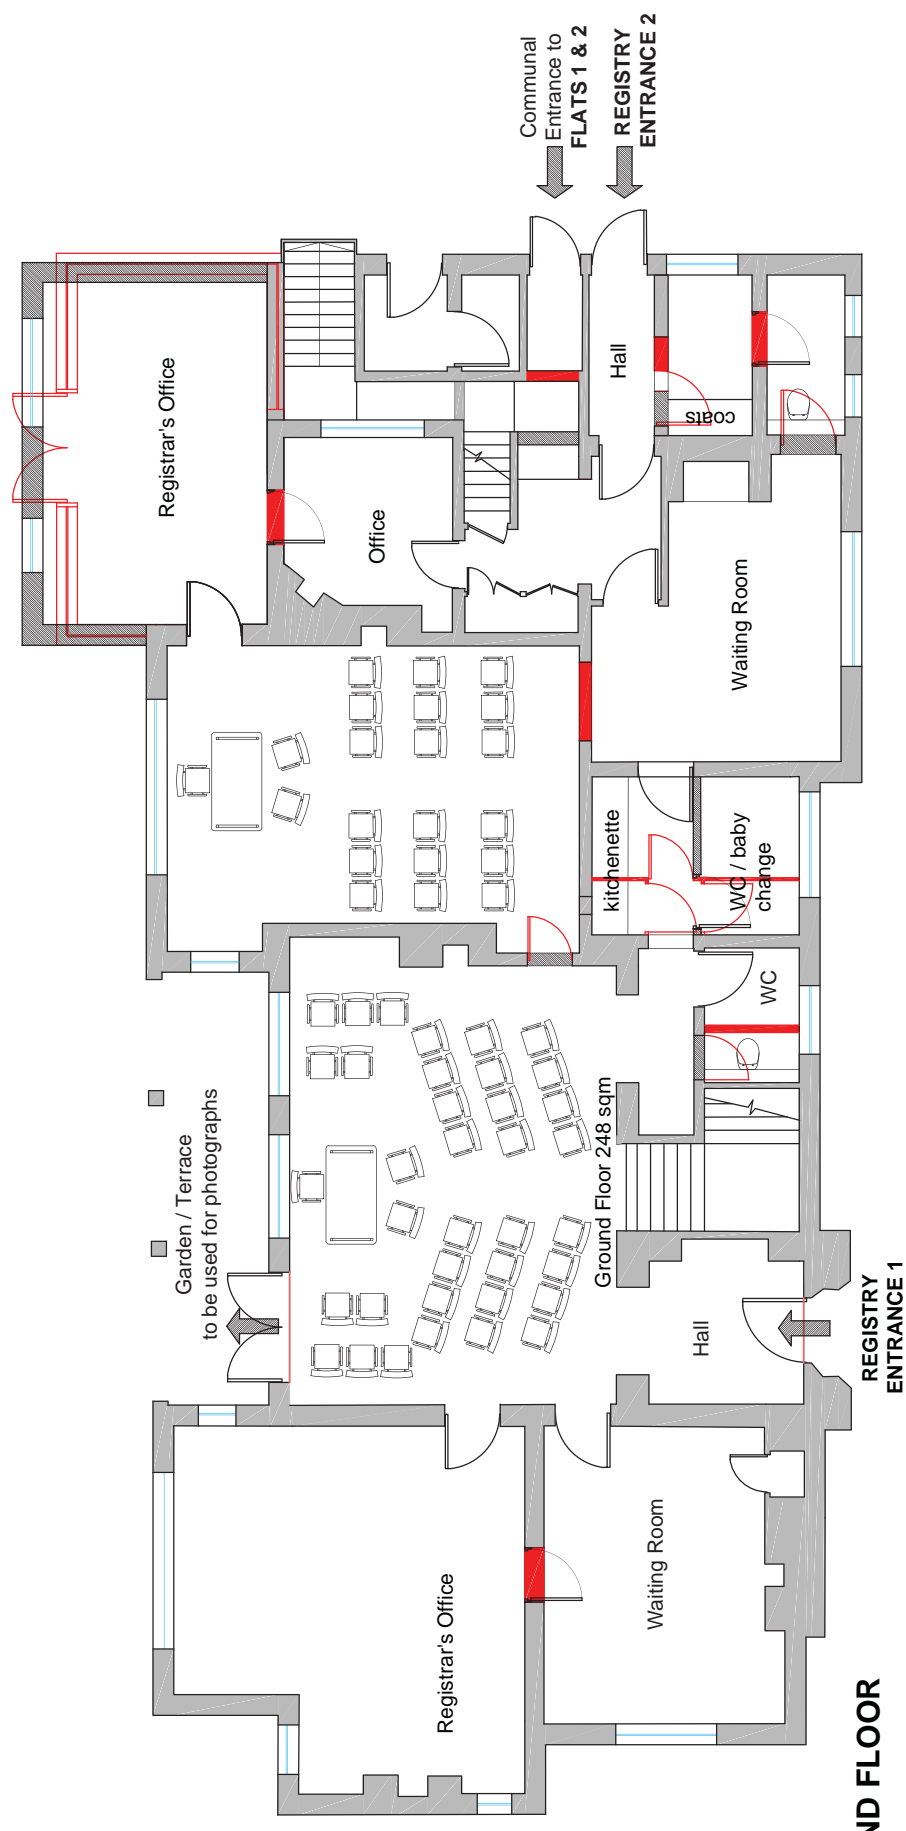 Communal
Entrance to
FLATS 1 & 2
REGISTRY
ENTRANCE 2
Registrar's Office
Office
Hall
coats
Waiting Room
kitchenette
WC / baby
change
WC
Garden / Terrace
to be used for photographs
Ground Floor 248 sqm
Hall
REGISTRY
ENTRANCE 1
Registrar's Office
Waiting Room
ND FLOOR